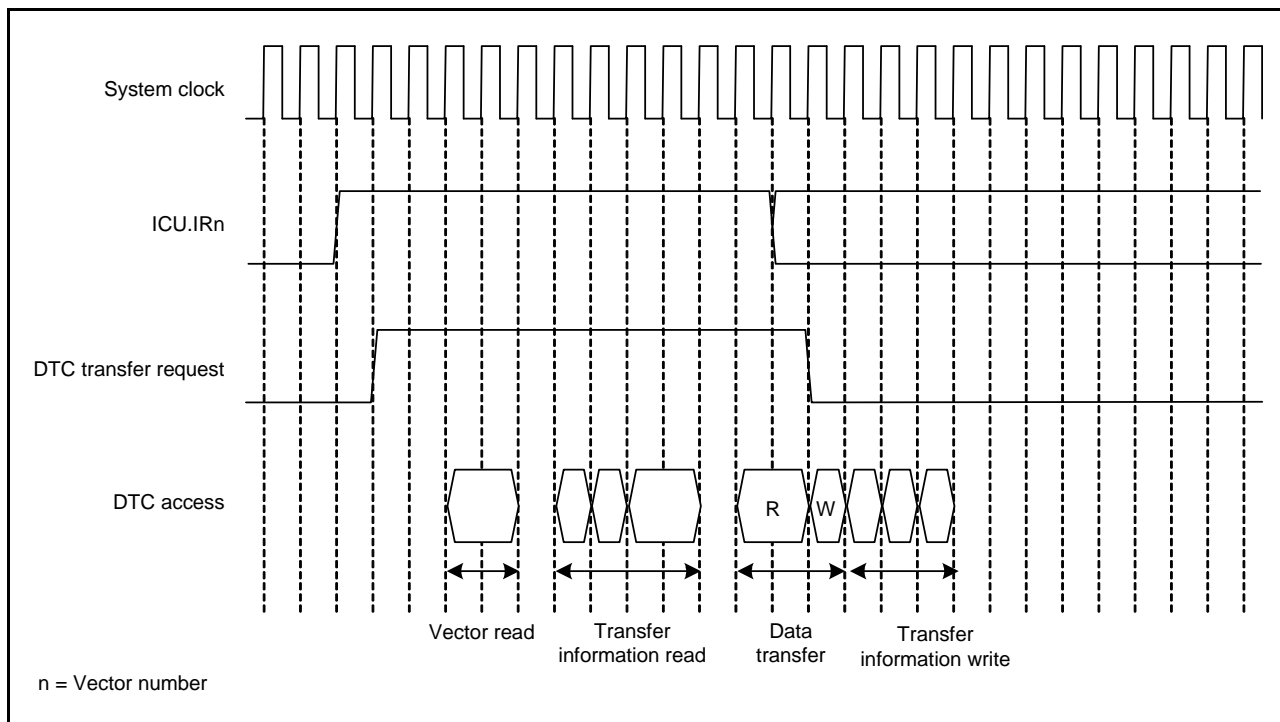 System clock
ICU.IRn
DTC transfer request
DTC access
R
W
Vector read
Transfer
information read
Data
transfer
Transfer
information write
n = Vector number